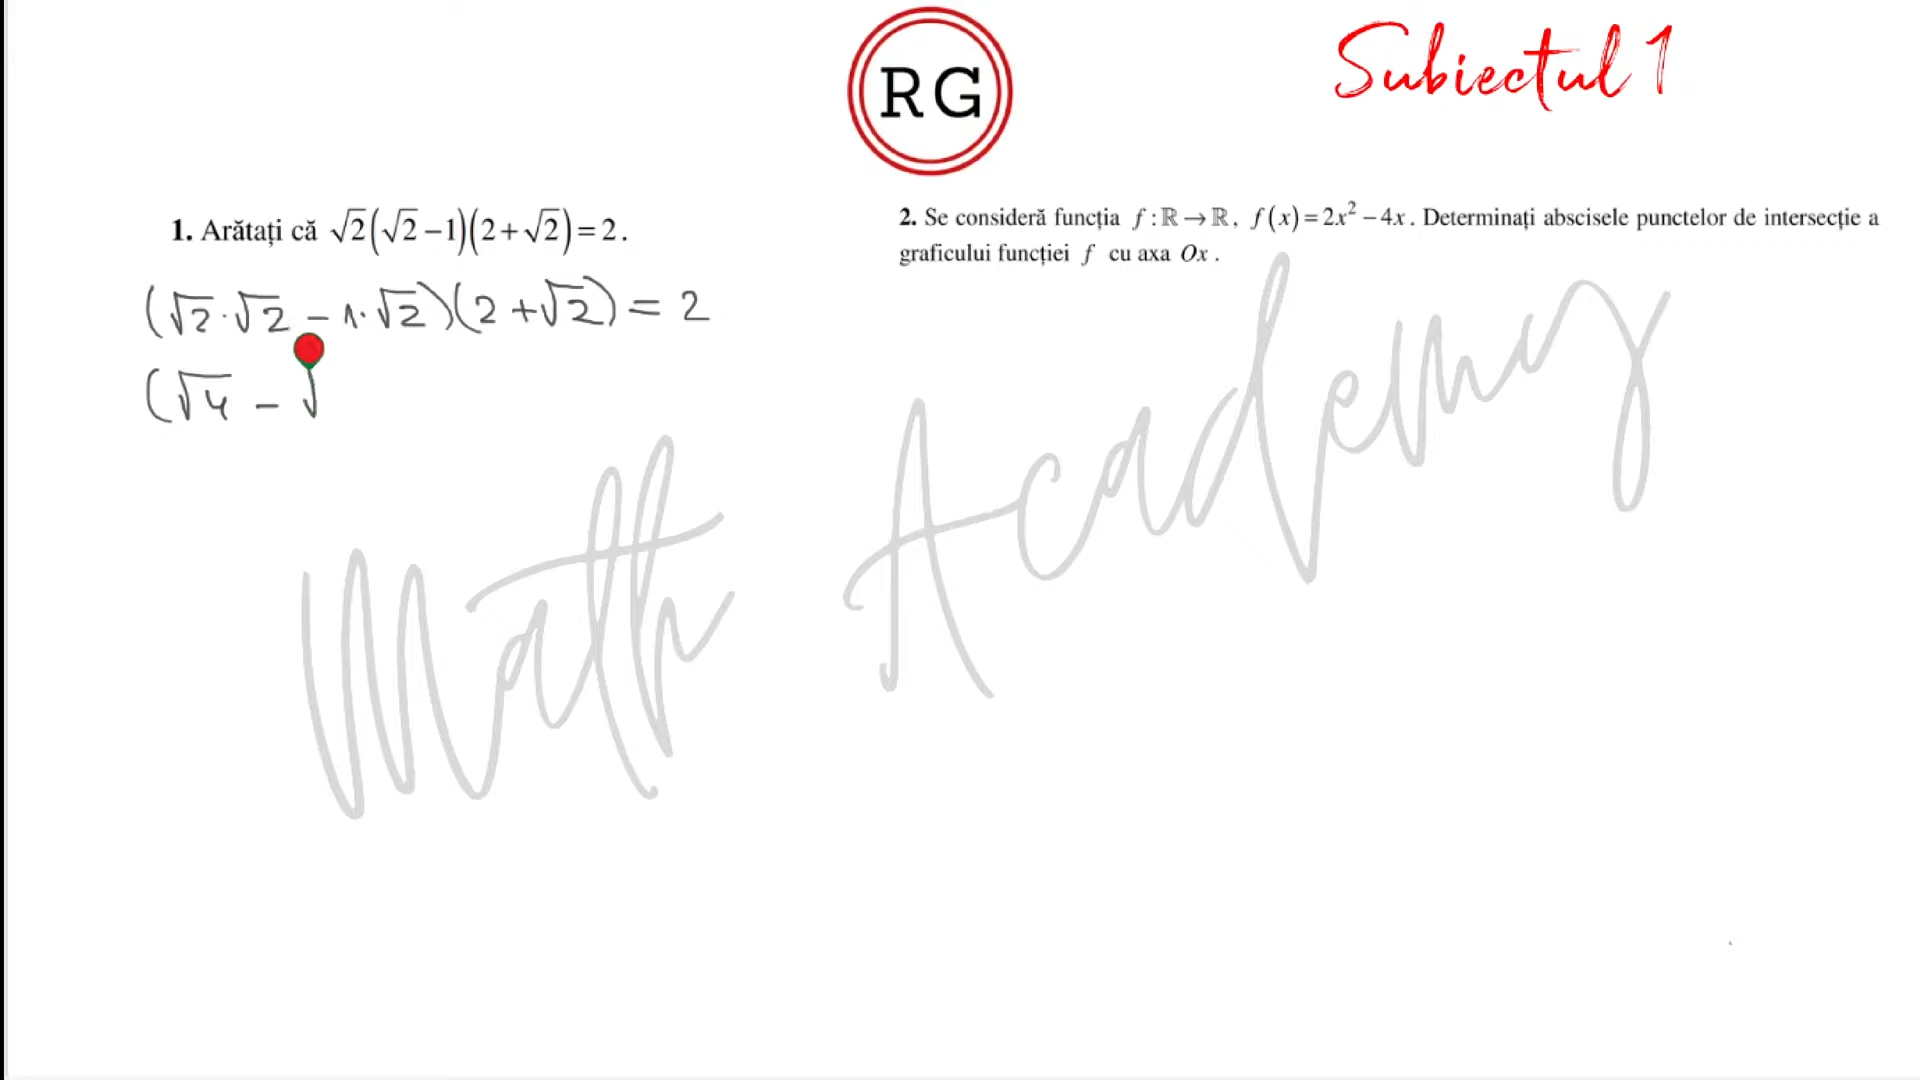 RG
Subiectul 1
1. Arătați că √2(√2−1)(2+√2)=2.
(√2·√2 − 1·√2)(2+√2) = 2
(√4 − √
2. Se consideră funcția f:ℝ→ℝ, f(x)=2x²−4x. Determinați abscisele punctelor de intersecție a
graficului funcției f cu axa Ox.
Math Academy